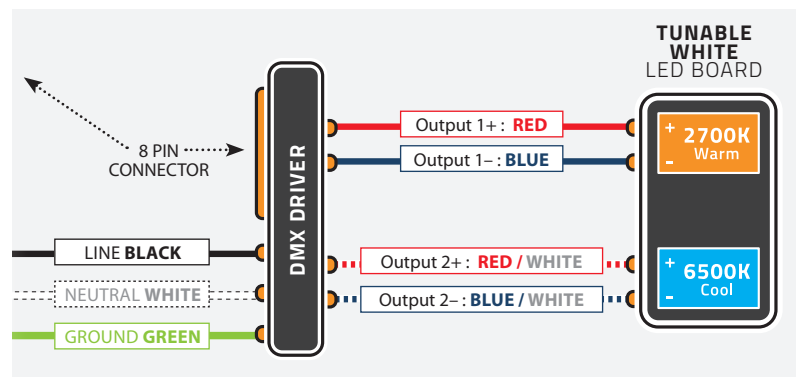 TUNABLE
WHITE
LED BOARD
8 PIN
CONNECTOR
DMX DRIVER
Output 1+ : RED
Output 1– : BLUE
+ 2700K
- Warm
LINE BLACK
NEUTRAL WHITE
GROUND GREEN
Output 2+ : RED / WHITE
Output 2– : BLUE / WHITE
+ 6500K
- Cool